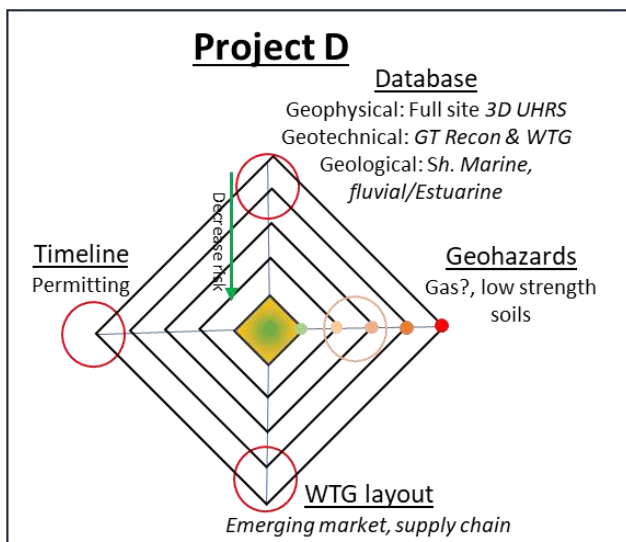 Project D
Database
Geophysical: Full site 3D UHRS
Geotechnical: GT Recon & WTG
Geological: Sh. Marine,
fluvial/Estuarine
Decrease risk
Timeline
Permitting
Geohazards
Gas?, low strength
soils
WTG layout
Emerging market, supply chain